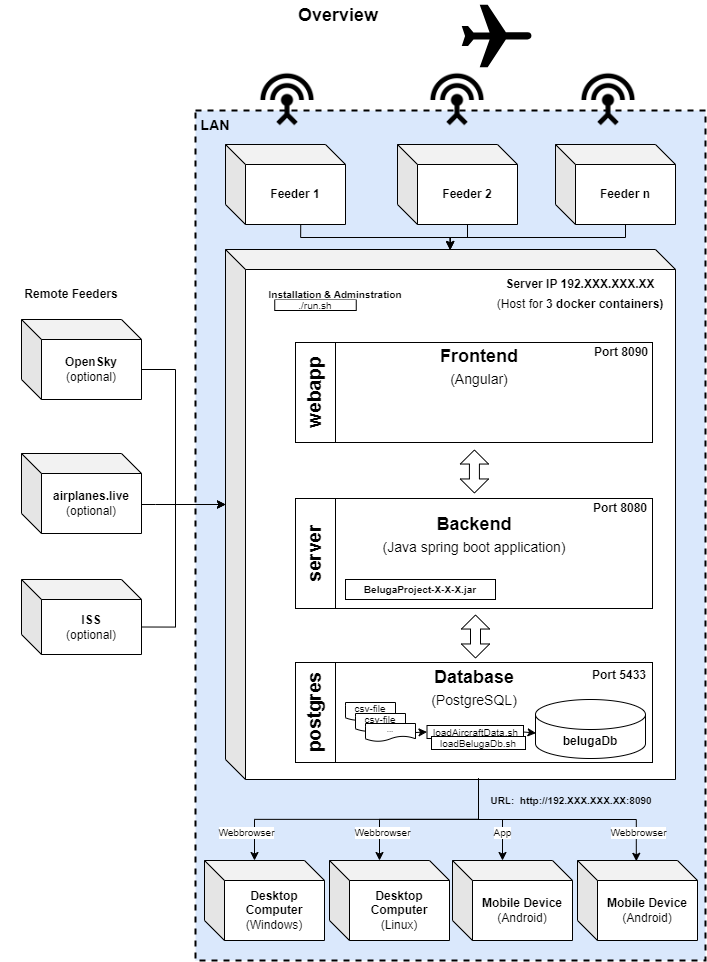 Overview
LAN
Feeder 1
Feeder 2
Feeder n
Remote Feeders
OpenSky
(optional)
airplanes.live
(optional)
ISS
(optional)
Server IP 192.XXX.XXX.XX
(Host for 3 docker containers)
Installation & Adminstration
./run.sh
webapp
Frontend
(Angular)
Port 8090
server
Backend
(Java spring boot application)
Port 8080
BelugaProject-X-X-X.jar
postgres
Database
(PostgreSQL)
Port 5433
csv-file
csv-file
...
loadAircraftData.sh
loadBelugaDb.sh
belugaDb
URL: http://192.XXX.XXX.XX:8090
Webbrowser
Webbrowser
App
Webbrowser
Desktop
Computer
(Windows)
Desktop
Computer
(Linux)
Mobile Device
(Android)
Mobile Device
(Android)